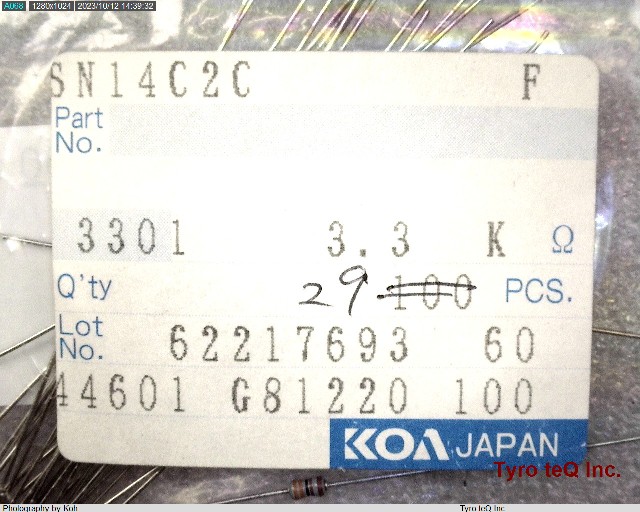 A068 1280x1024 2023/10/12 14:39:32
SN14C2C F
Part
No.
3301 3.3 K Ω
Q'ty 29 100 PCS.
Lot
No. 62217693 60
44601 G81220 100
KOA JAPAN
Tyro teQ Inc.
Photography by Koh Tyro teQ Inc